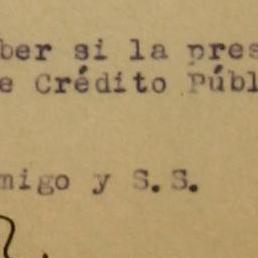 ber si la pres
e Crédito Públ
migo y S. S.